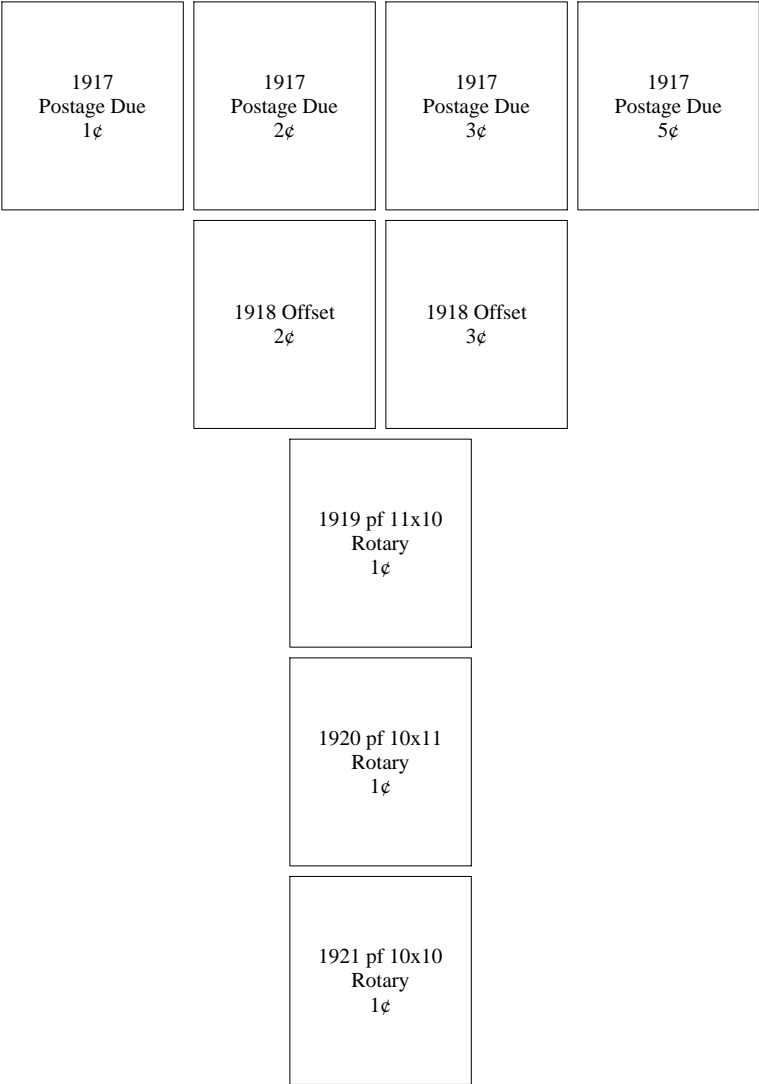 1917
Postage Due
1¢
1917
Postage Due
2¢
1917
Postage Due
3¢
1917
Postage Due
5¢
1918 Offset
2¢
1918 Offset
3¢
1919 pf 11x10
Rotary
1¢
1920 pf 10x11
Rotary
1¢
1921 pf 10x10
Rotary
1¢